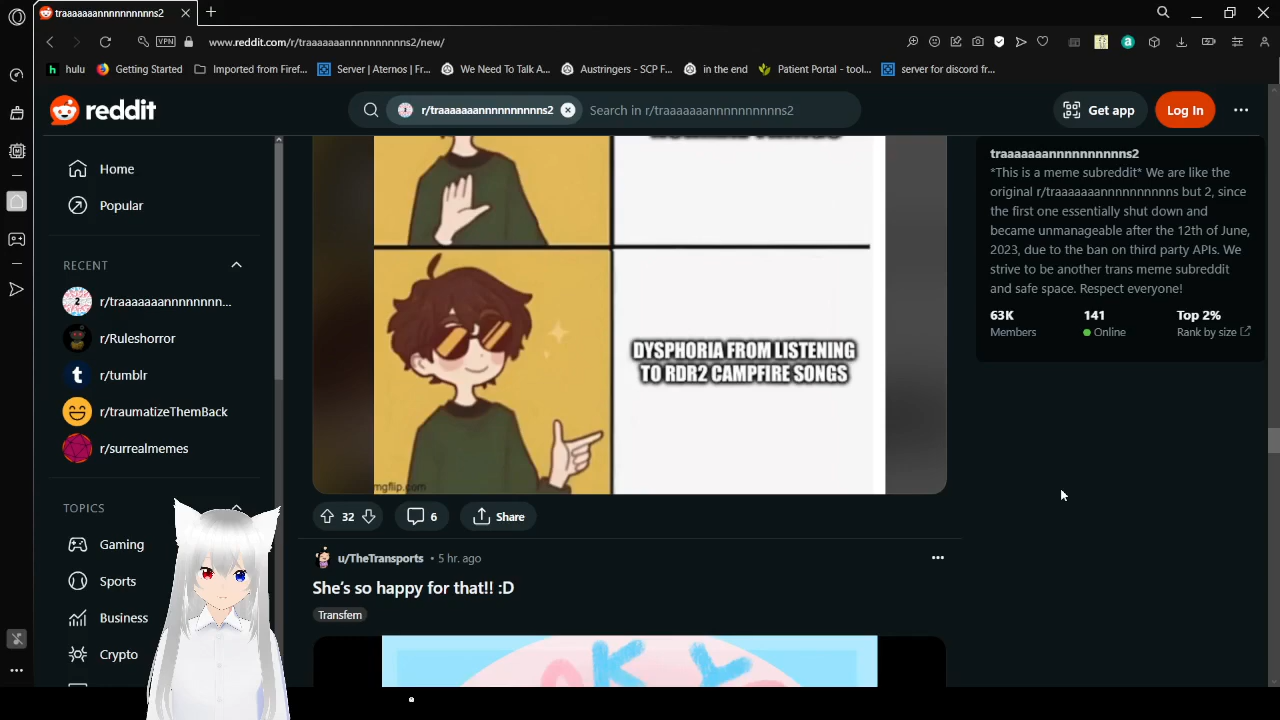 traaaaaaannnnnnnnnns2
www.reddit.com/r/traaaaaaannnnnnnnnns2/new/
VPN
hulu
Getting Started
Imported from Firef...
Server | Aternos | Fr...
We Need To Talk A...
Austringers - SCP F...
in the end
Patient Portal - tool...
server for discord fr...
reddit
r/traaaaaaannnnnnnnnns2
Search in r/traaaaaaannnnnnnnnns2
Get app
Log In
Home
Popular
RECENT
r/traaaaaaannnnnnn...
r/Ruleshorror
r/tumblr
r/traumatizeThemBack
r/surrealmemes
TOPICS
Gaming
Sports
Business
Crypto
DYSPHORIA FROM LISTENING
TO RDR2 CAMPFIRE SONGS
mgflip.com
32
6
Share
u/TheTransports • 5 hr. ago
She's so happy for that!! :D
Transfem
KY
traaaaaaannnnnnnnnns2
*This is a meme subreddit* We are like the
original r/traaaaaaannnnnnnnnns but 2, since
the first one essentially shut down and
became unmanageable after the 12th of June,
2023, due to the ban on third party APIs. We
strive to be another trans meme subreddit
and safe space. Respect everyone!
63K
Members
141
Online
Top 2%
Rank by size